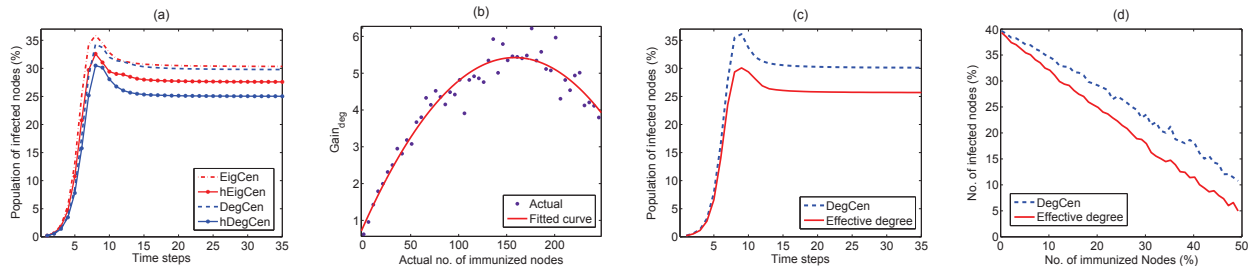 (a)
Population of infected nodes (%)
35
30
25
20
15
10
5
0
5 10 15 20 25 30 35
Time steps
EigCen
hEigCen
DegCen
hDegCen
(b)
Gain_deg
6
5
4
3
2
1
0 50 100 150 200
Actual no. of immunized nodes
Actual
Fitted curve
(c)
Population of infected nodes (%)
35
30
25
20
15
10
5
0
5 10 15 20 25 30 35
Time steps
DegCen
Effective degree
(d)
No. of infected nodes (%)
40
35
30
25
20
15
10
5
0
0 10 20 30 40 50
No. of immunized Nodes (%)
DegCen
Effective degree